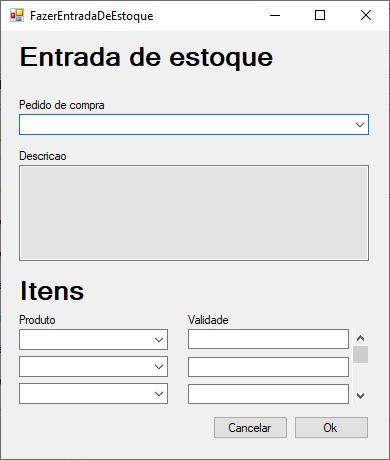 FazerEntradaDeEstoque
Entrada de estoque
Pedido de compra
Descricao
Itens
Produto Validade
Cancelar Ok